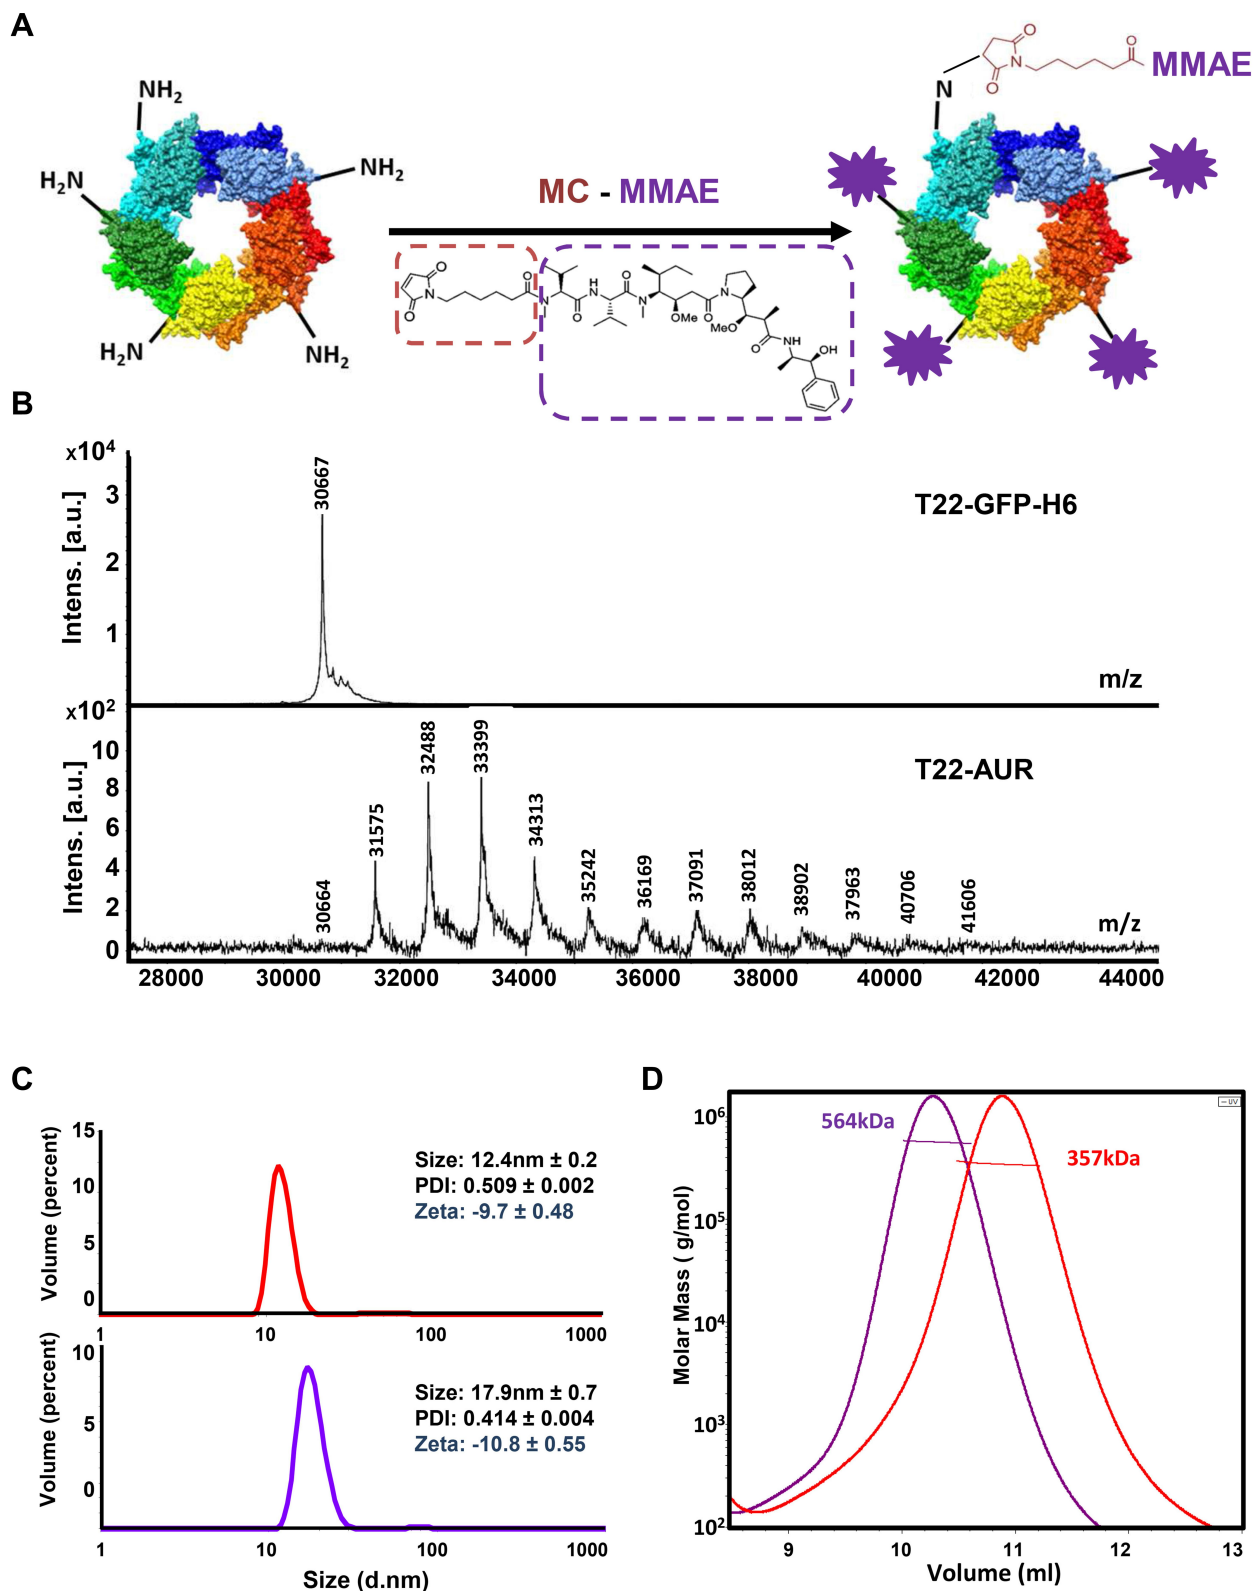 A
NH2
NH2
H2N
H2N
NH2
MC - MMAE
O
N
O
O
N
O
H
N
O
N
OMe
O
N
OMe
O
NH
OH
O
N
O
O
MMAE
N
B
x10^4
3
2
1
Intens. [a.u.]
30667
T22-GFP-H6
m/z
x10^2
10
8
6
4
2
0
Intens. [a.u.]
30664
31575
32488
33399
34313
35242
36169
37091
38012
38902
37963
40706
41606
T22-AUR
m/z
28000 30000 32000 34000 36000 38000 40000 42000 44000
C
15
10
5
0
Volume (percent)
Size: 12.4nm ± 0.2
PDI: 0.509 ± 0.002
Zeta: -9.7 ± 0.48
1 10 100 1000
10
5
0
Volume (percent)
Size: 17.9nm ± 0.7
PDI: 0.414 ± 0.004
Zeta: -10.8 ± 0.55
1 10 100 1000
Size (d.nm)
D
UV
10^6
10^5
10^4
10^3
10^2
Molar Mass ( g/mol)
564kDa
357kDa
9 10 11 12 13
Volume (ml)